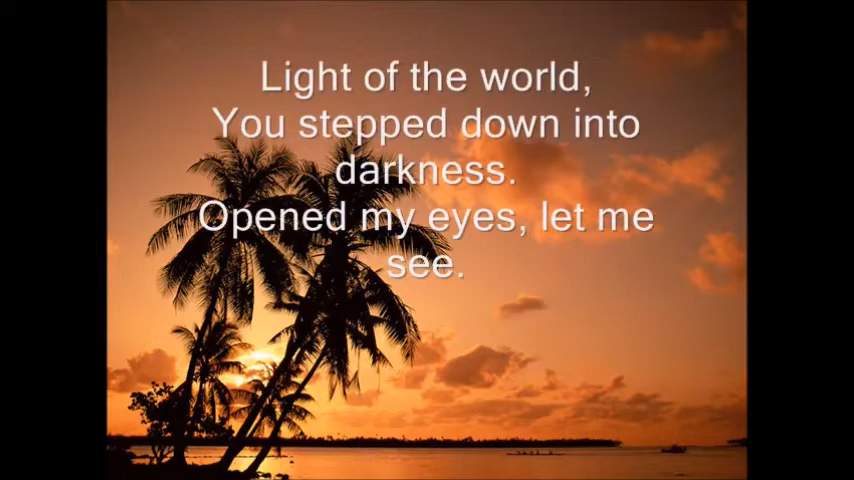 Light of the world,
You stepped down into
darkness.
Opened my eyes, let me
see.